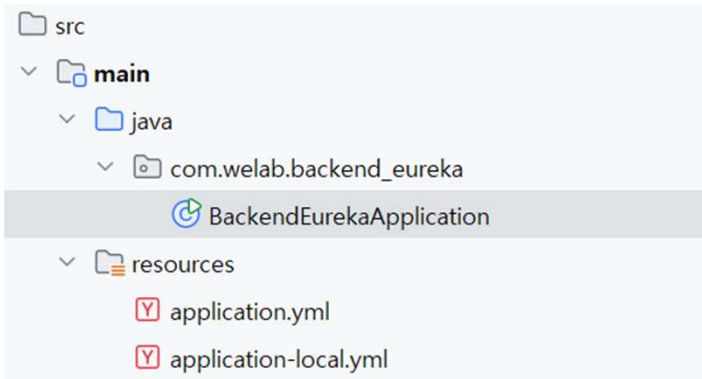 src
main
java
com.welab.backend_eureka
BackendEurekaApplication
resources
application.yml
application-local.yml